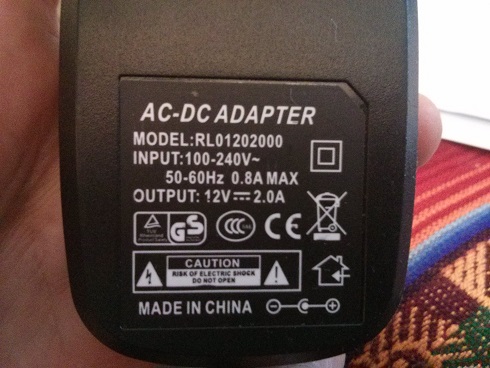 AC-DC ADAPTER
MODEL:RL01202000
INPUT:100-240V~
50-60Hz 0.8A MAX
OUTPUT: 12V⎓2.0A
GS CCC CE
CAUTION
RISK OF ELECTRIC SHOCK
DO NOT OPEN
MADE IN CHINA